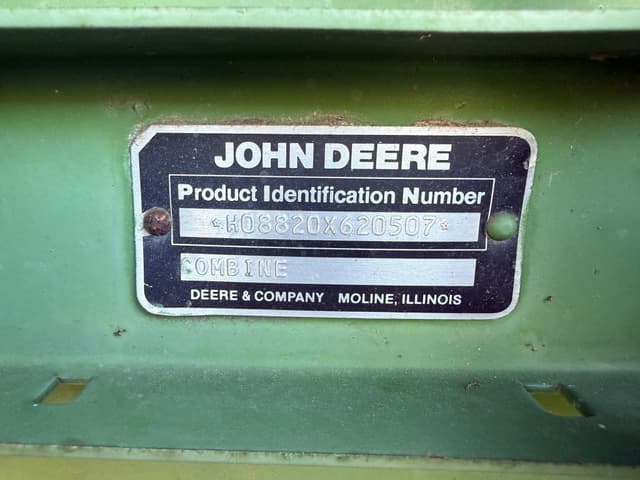 JOHN DEERE
Product Identification Number
*H08820X620507*
COMBINE
DEERE & COMPANY MOLINE, ILLINOIS